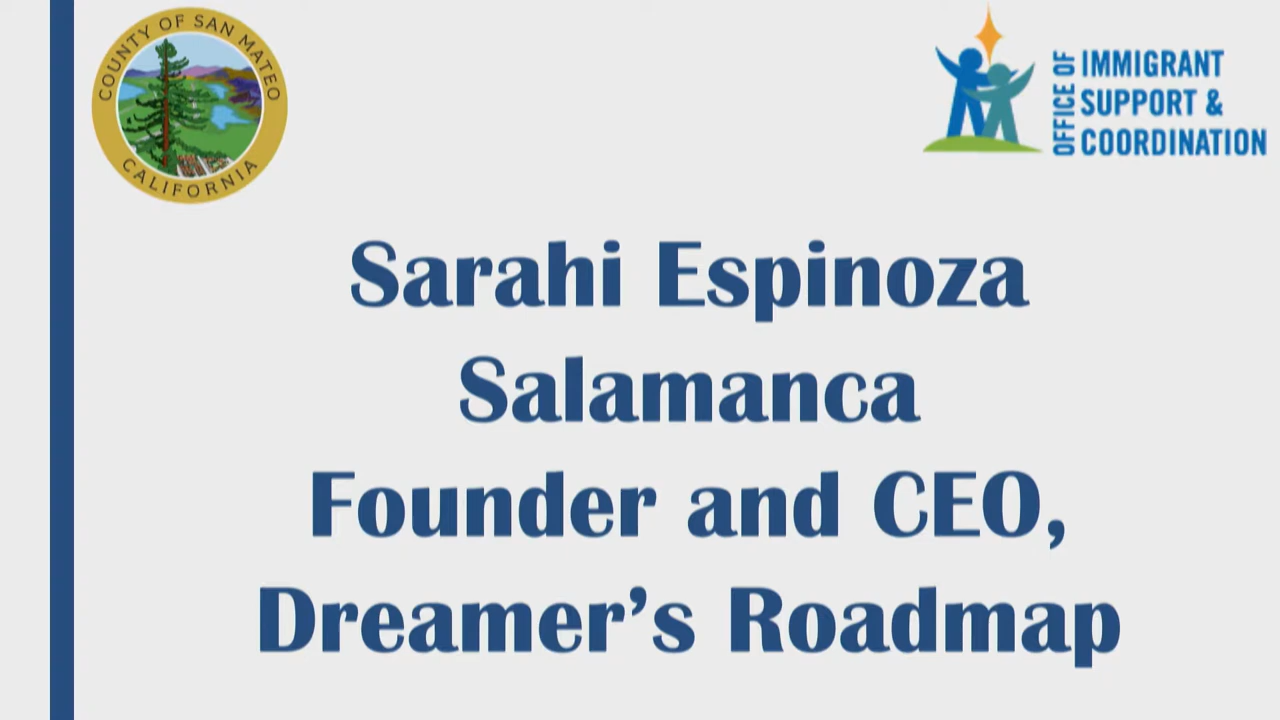 COUNTY OF SAN MATEO
CALIFORNIA
OFFICE OF
IMMIGRANT
SUPPORT &
COORDINATION
Sarahi Espinoza
Salamanca
Founder and CEO,
Dreamer’s Roadmap